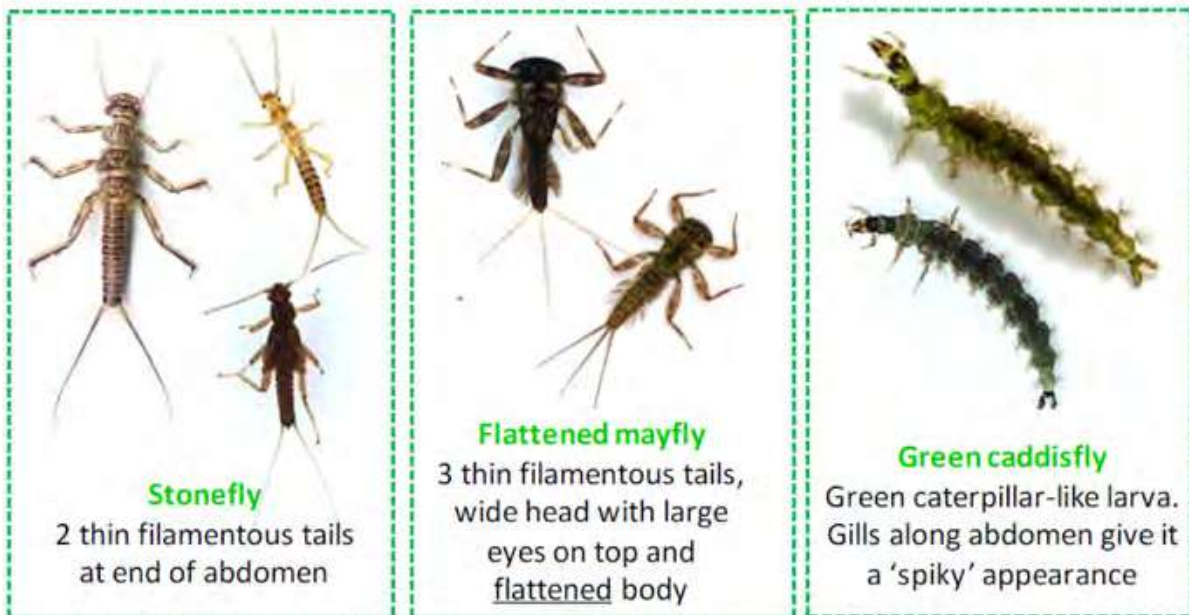 Stonefly
2 thin filamentous tails
at end of abdomen
Flattened mayfly
3 thin filamentous tails,
wide head with large
eyes on top and
flattened body
Green caddisfly
Green caterpillar-like larva.
Gills along abdomen give it
a ‘spiky’ appearance